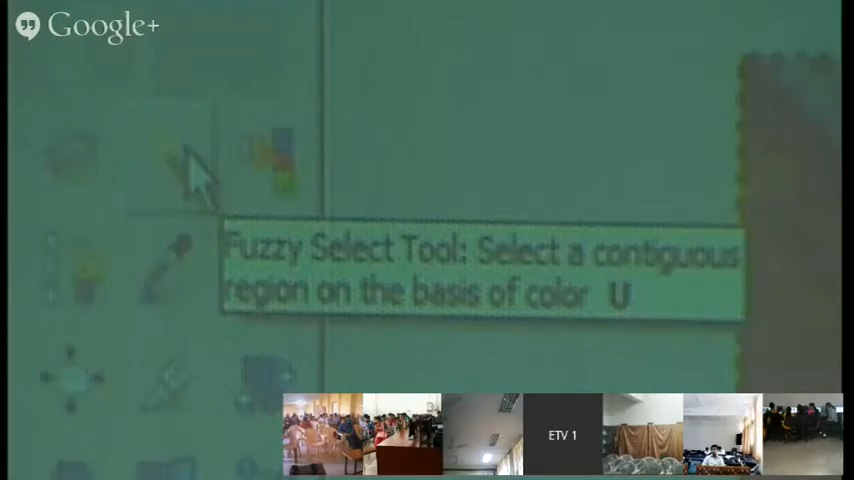 Google+
Fuzzy Select Tool: Select a contiguous
region on the basis of color U
ETV 1